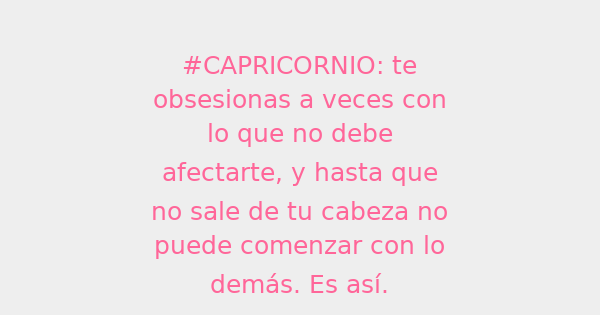 #CAPRICORNIO: te
obsesionas a veces con
lo que no debe
afectarte, y hasta que
no sale de tu cabeza no
puede comenzar con lo
demás. Es así.